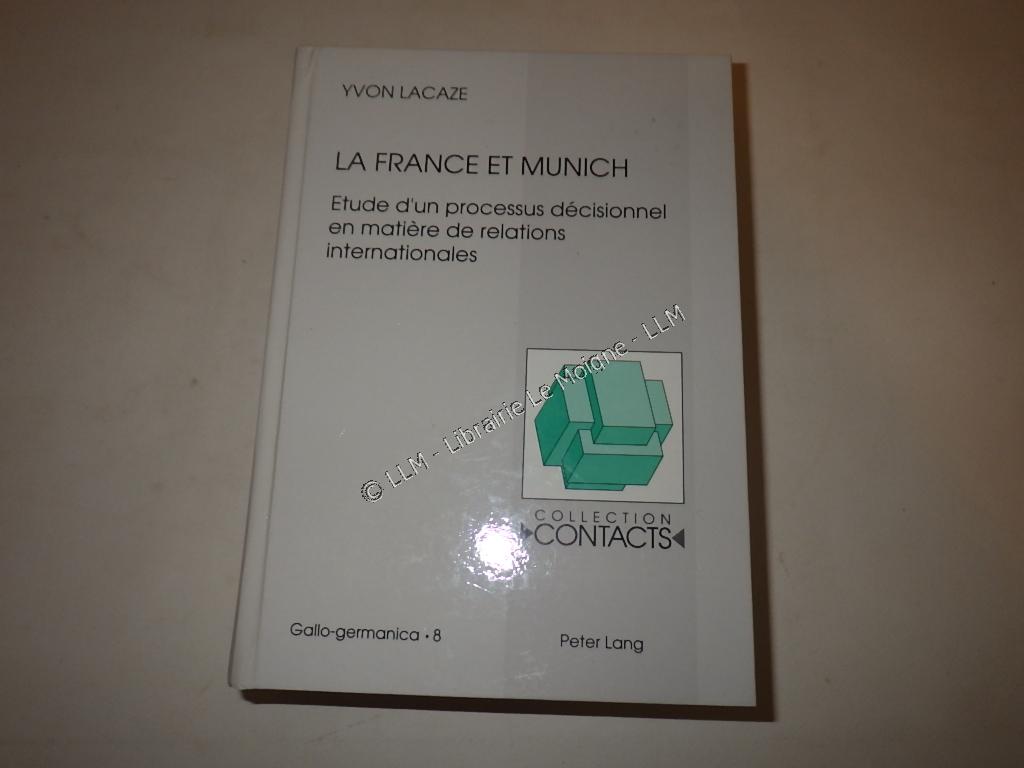 YVON LACAZE
LA FRANCE ET MUNICH
Etude d'un processus décisionnel
en matière de relations
internationales
© LLM - Librairie Le Moigne - LLM
COLLECTION
CONTACTS
Gallo-germanica • 8
Peter Lang